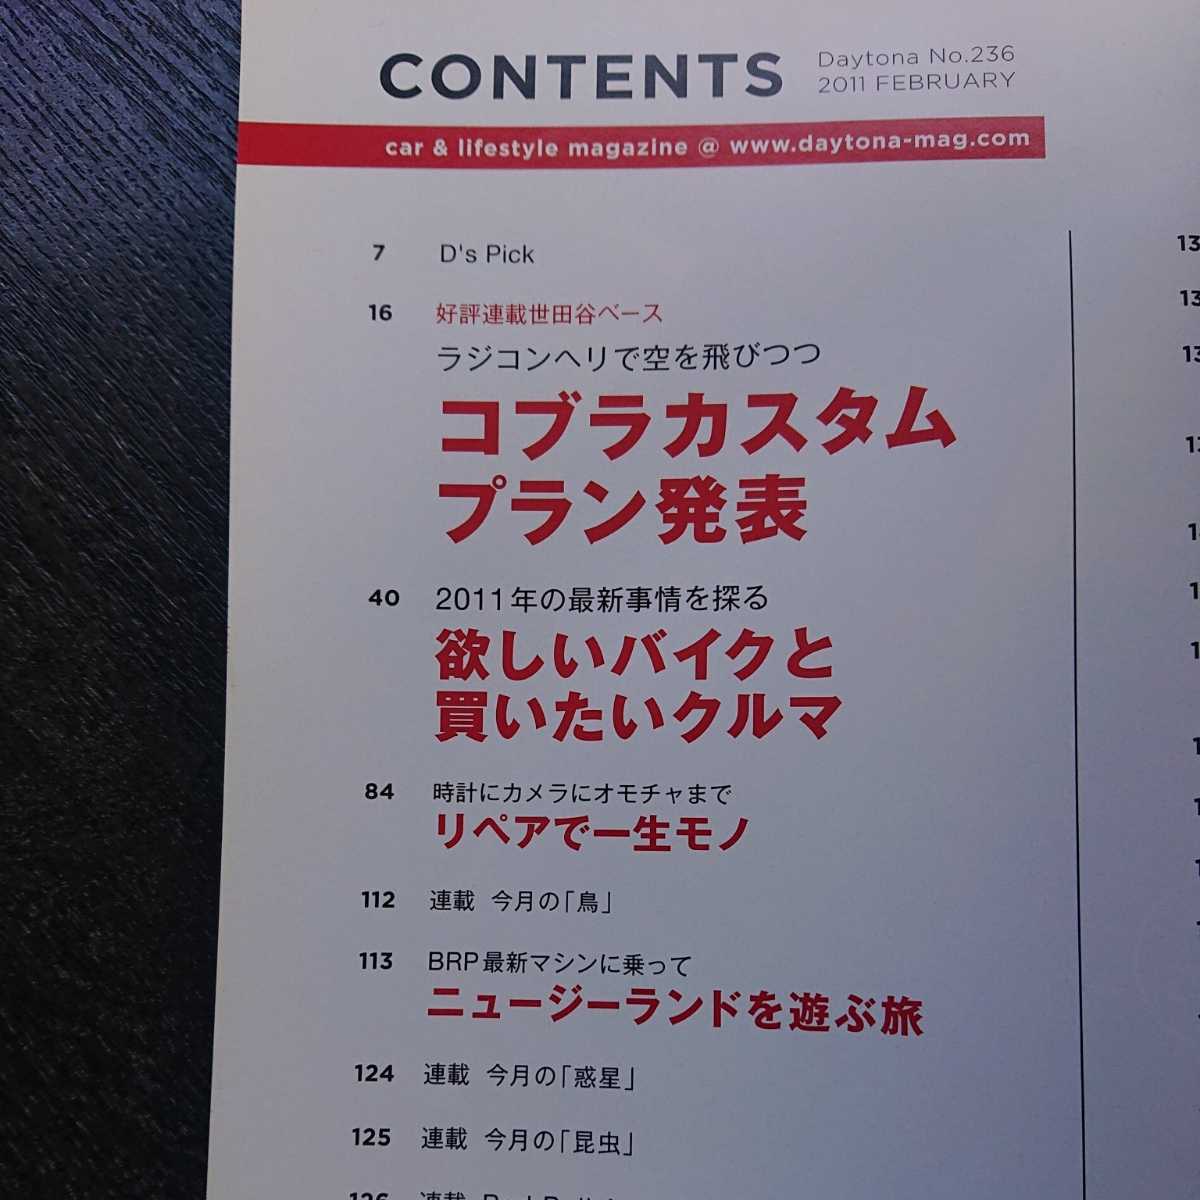 CONTENTS
Daytona No.236
2011 FEBRUARY
car & lifestyle magazine @ www.daytona-mag.com
7 D's Pick
16 好評連載世田谷ベース
ラジコンヘリで空を飛びつつ
コブラカスタム
プラン発表
40 2011年の最新事情を探る
欲しいバイクと
買いたいクルマ
84 時計にカメラにオモチャまで
リペアで一生モノ
112 連載 今月の「鳥」
113 BRP最新マシンに乗って
ニュージーランドを遊ぶ旅
124 連載 今月の「惑星」
125 連載 今月の「昆虫」
126 連載